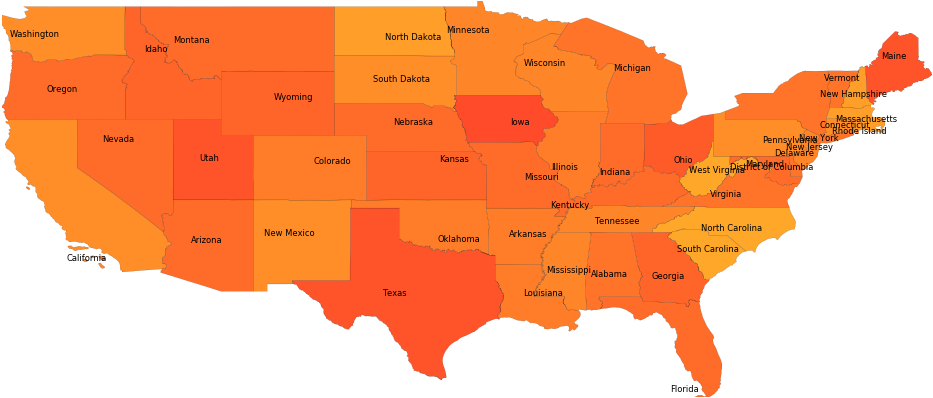 Washington
Montana
Idaho
North Dakota
Minnesota
Maine
Oregon
Wyoming
South Dakota
Wisconsin
Michigan
Vermont
New Hampshire
Nevada
Utah
Colorado
Nebraska
Iowa
Massachusetts
Connecticut
Rhode Island
New York
Pennsylvania
New Jersey
Delaware
Kansas
Missouri
Illinois
Indiana
Ohio
West Virginia
Maryland
District of Columbia
Virginia
Kentucky
California
Arizona
New Mexico
Oklahoma
Arkansas
Tennessee
North Carolina
South Carolina
Texas
Louisiana
Mississippi
Alabama
Georgia
Florida